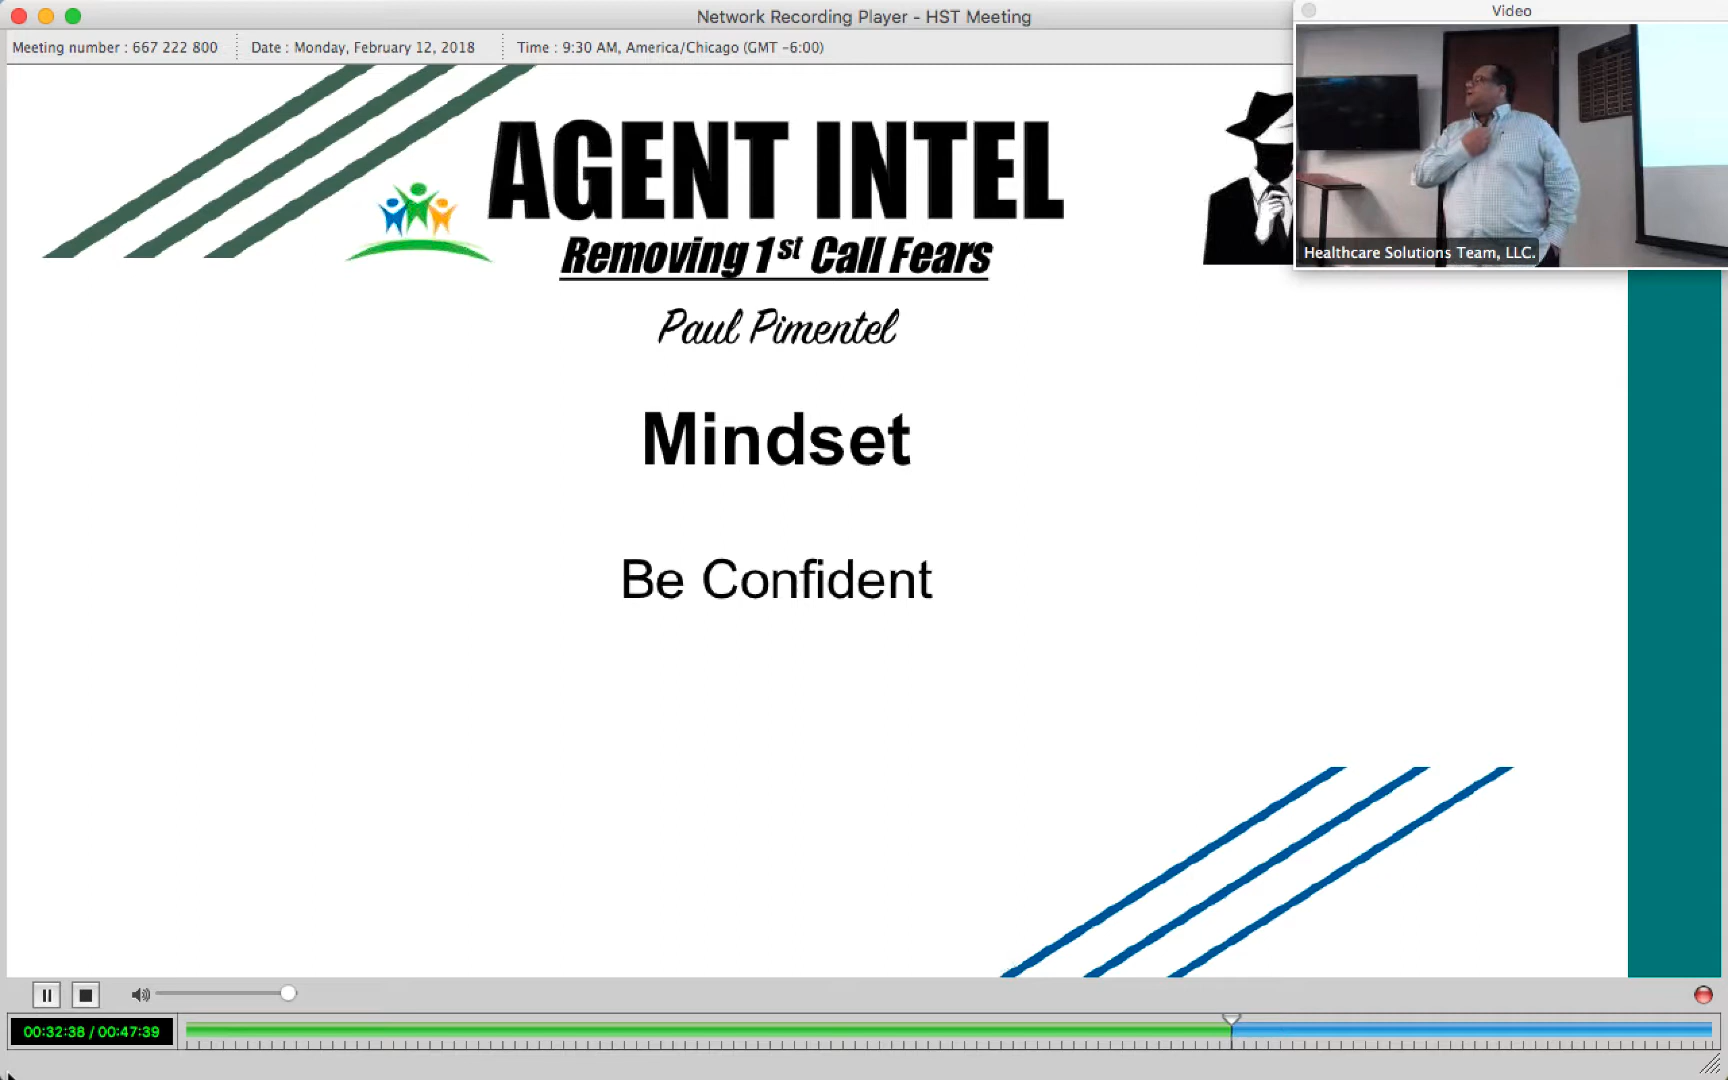 Network Recording Player - HST Meeting
Video
Meeting number : 667 222 800
Date : Monday, February 12, 2018
Time : 9:30 AM, America/Chicago (GMT -6:00)
AGENT INTEL
Removing 1st Call Fears
Healthcare Solutions Team, LLC.
Paul Pimentel
Mindset
Be Confident
00:32:38 / 00:47:39